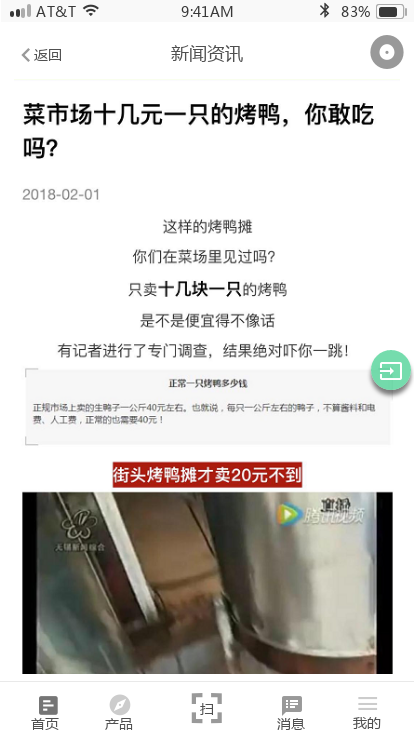 AT&T 9:41AM 83%
返回 新闻资讯
菜市场十几元一只的烤鸭，你敢吃
吗？
2018-02-01
这样的烤鸭摊
你们在菜场里见过吗？
只卖十几块一只的烤鸭
是不是便宜得不像话
有记者进行了专门调查，结果绝对吓你一跳！
正常一只烤鸭多少钱
正规市场上卖的生鸭子一公斤40元左右。也就说，每只一公斤左右的鸭子，不算酱料和电
费、人工费，正常的也需要40元！
街头烤鸭摊才卖20元不到
直播
腾讯视频
无锡新闻综合
首页 产品 扫 消息 我的